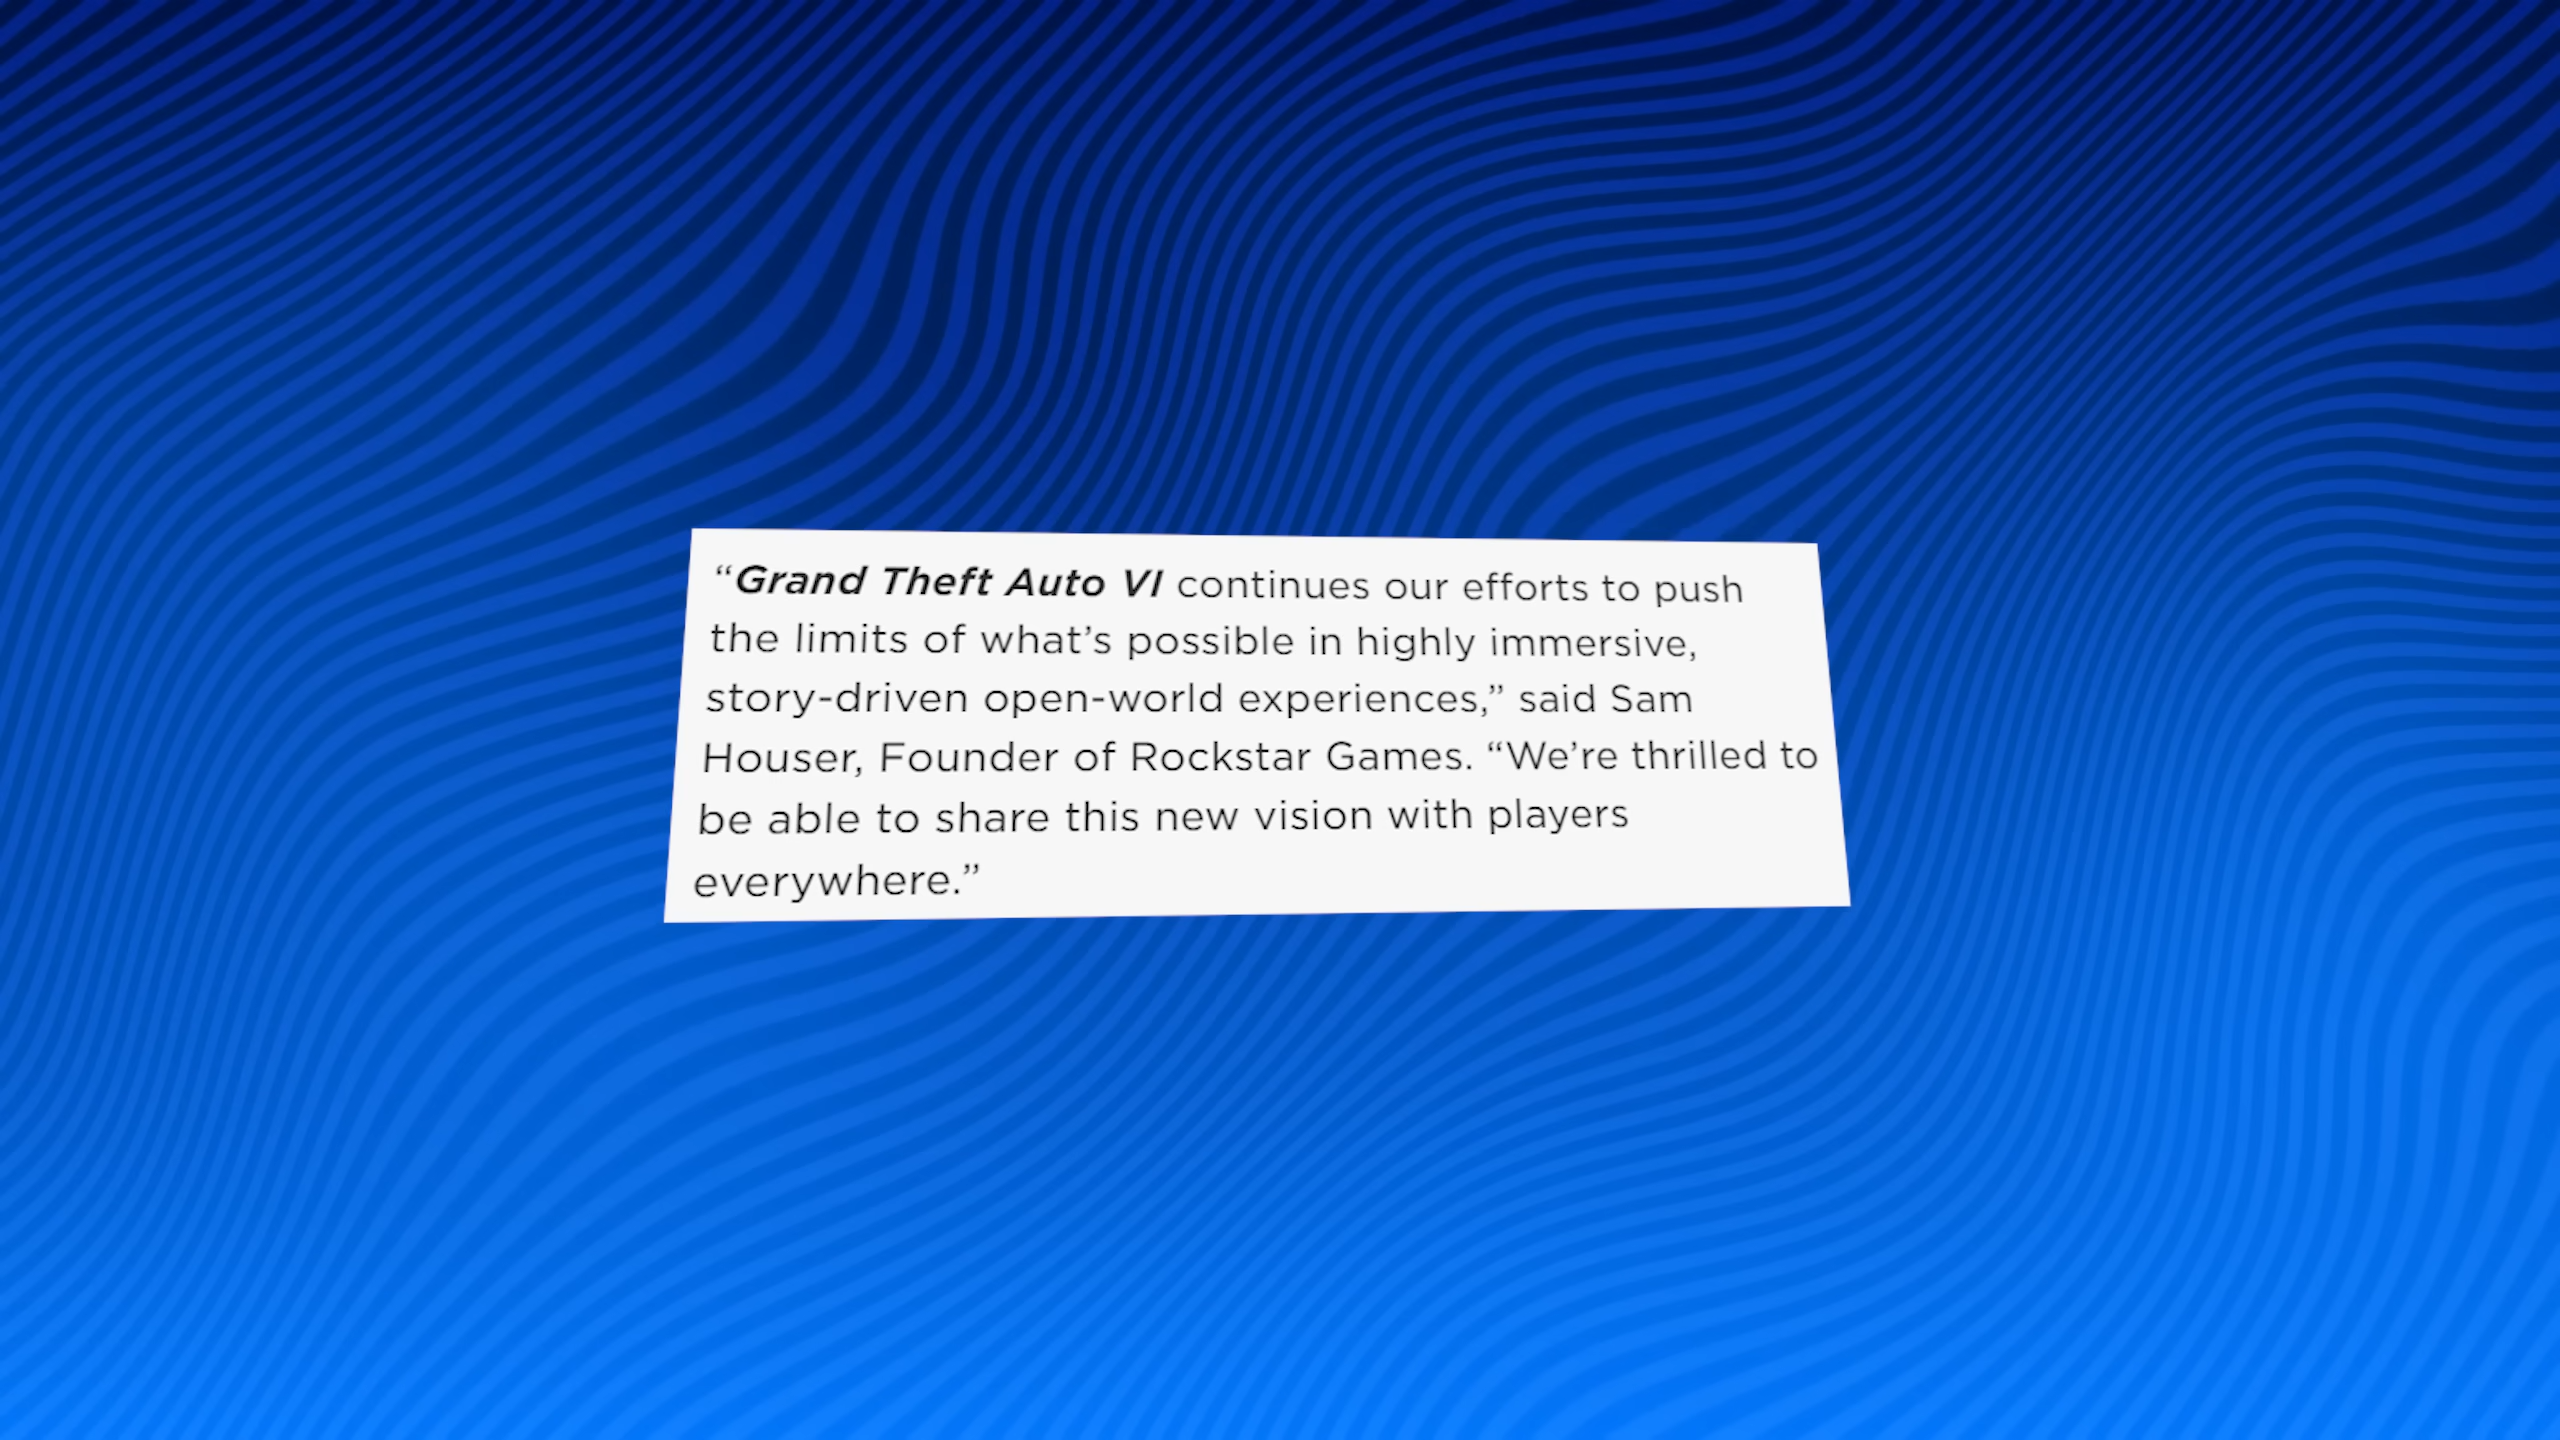 “Grand Theft Auto VI continues our efforts to push
the limits of what’s possible in highly immersive,
story-driven open-world experiences,” said Sam
Houser, Founder of Rockstar Games. “We’re thrilled to
be able to share this new vision with players
everywhere.”